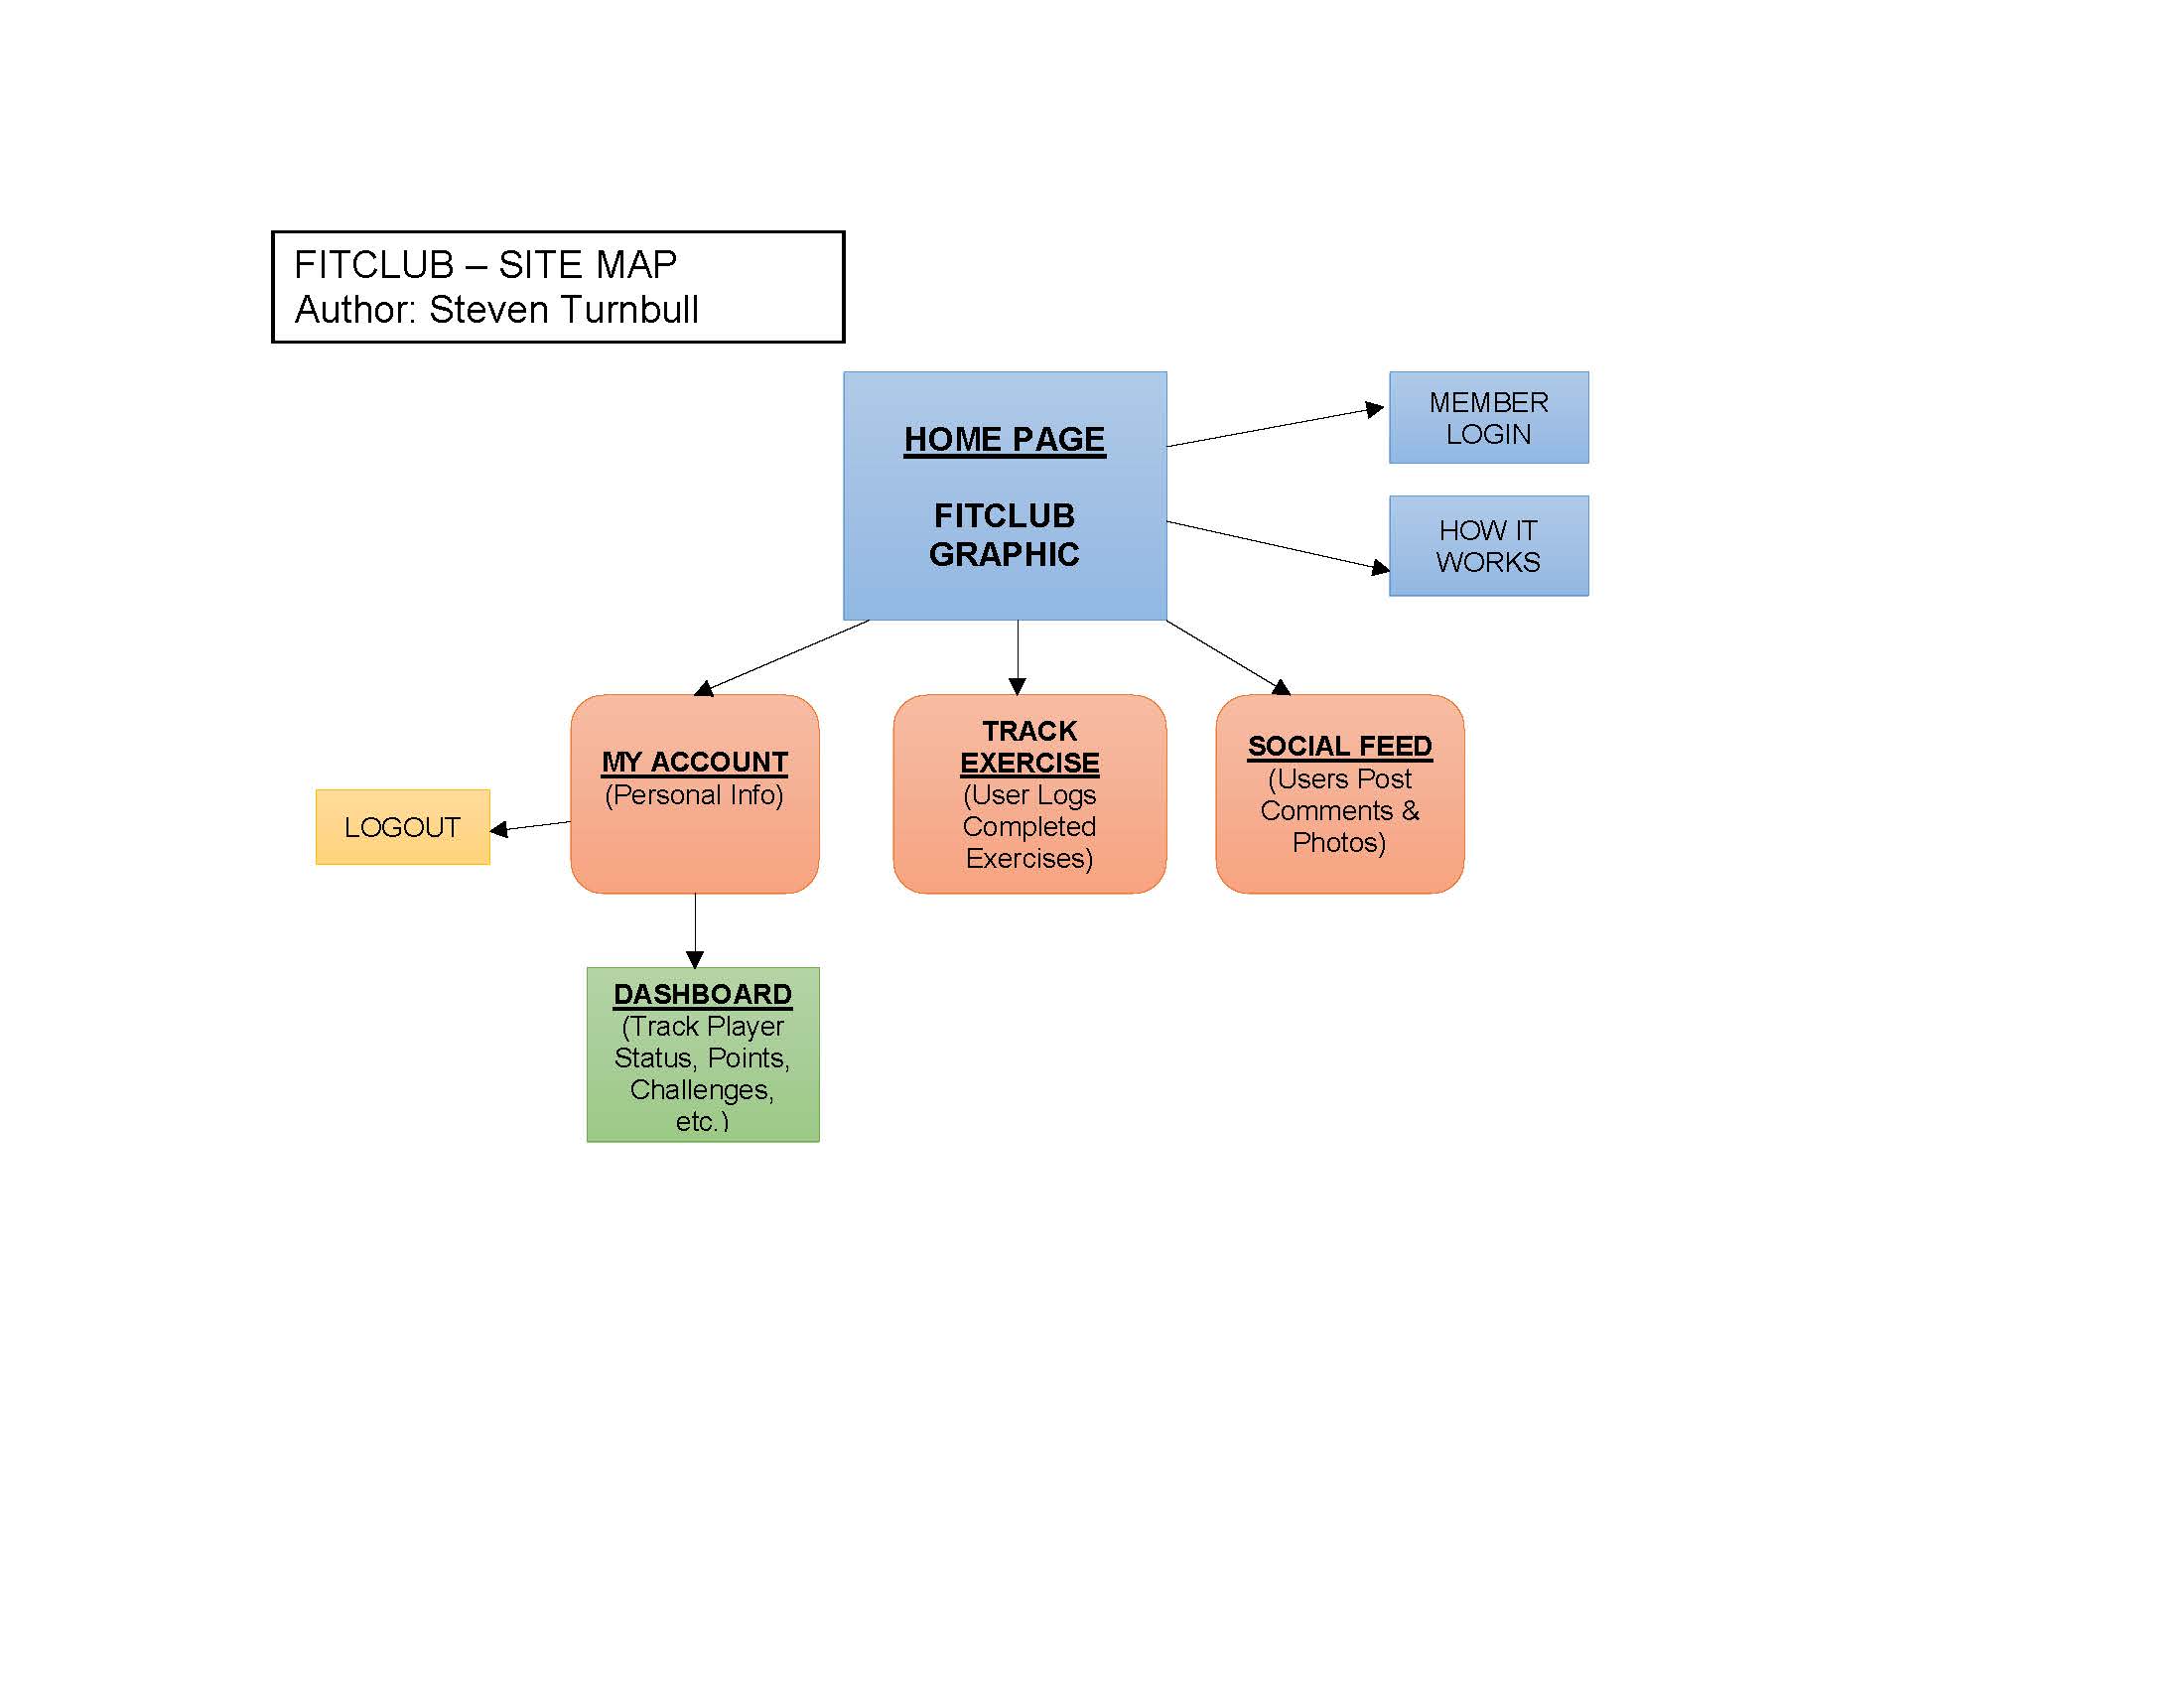 FITCLUB – SITE MAP
Author: Steven Turnbull
HOME PAGE
FITCLUB
GRAPHIC
MEMBER
LOGIN
HOW IT
WORKS
MY ACCOUNT
(Personal Info)
TRACK
EXERCISE
(User Logs
Completed
Exercises)
SOCIAL FEED
(Users Post
Comments &
Photos)
LOGOUT
DASHBOARD
(Track Player
Status, Points,
Challenges,
etc.)